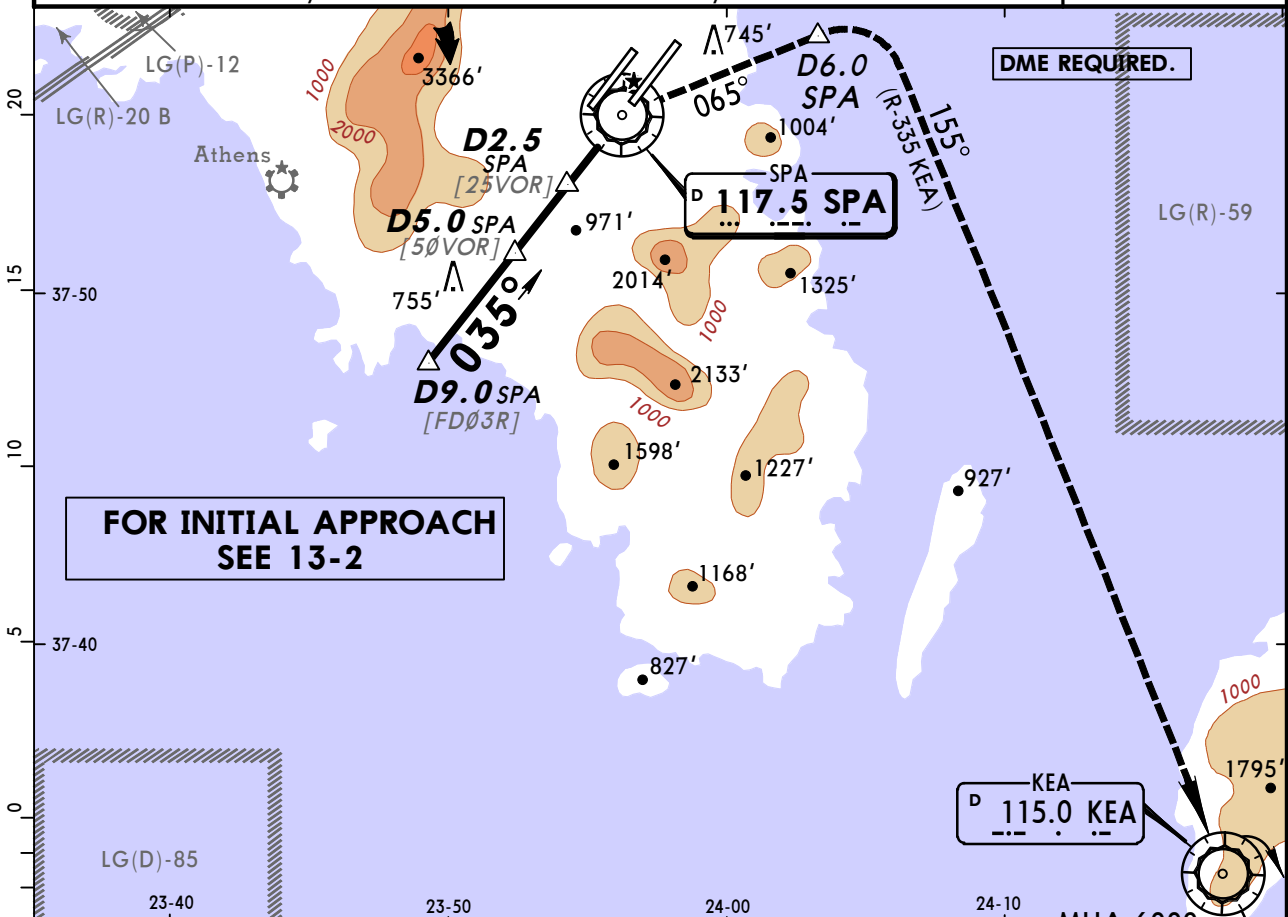 745'
LG(P)-12
3366'
1000
D6.0
SPA
DME REQUIRED.
065°
LG(R)-20 B
20
2000
(R-335 KEA)
155°
1004'
D2.5
SPA
[25VOR]
Athens
SPA
D 117.5 SPA
LG(R)-59
D5.0 SPA
[5Ø VOR]
971'
2014'
1325'
15
37-50
755'
1000
035°
D9.0 SPA
[FDØ3R]
2133'
1000
10
1598'
1227'
927'
FOR INITIAL APPROACH
SEE 13-2
1168'
5
37-40
827'
1000
1795'
KEA
D 115.0 KEA
0
LG(D)-85
23-40
23-50
24-00
24-10